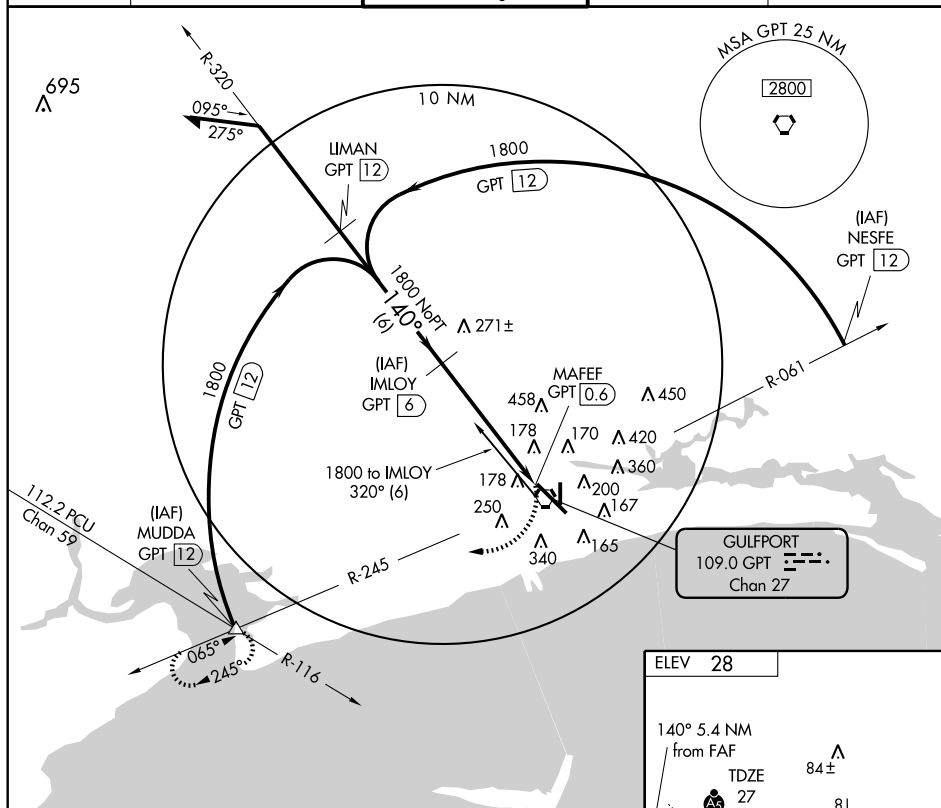 MSA GPT 25 NM
2800
695
R-320
095°
275°
10 NM
LIMAN
GPT 12
1800
GPT 12
(IAF)
NESFE
GPT 12
R-061
1800 NoPT
140°
(6)
271±
(IAF)
IMLOY
GPT 6
MAFEF
GPT 0.6
1800
GPT 12
458
450
178
170
420
360
1800 to IMLOY
320° (6)
178
200
167
250
340
165
112.2 PCU
Chan 59
(IAF)
MUDDA
GPT 12
R-245
GULFPORT
109.0 GPT
Chan 27
065°
245°
R-116
ELEV 28
140° 5.4 NM
from FAF
TDZE
27
84±
A5
81